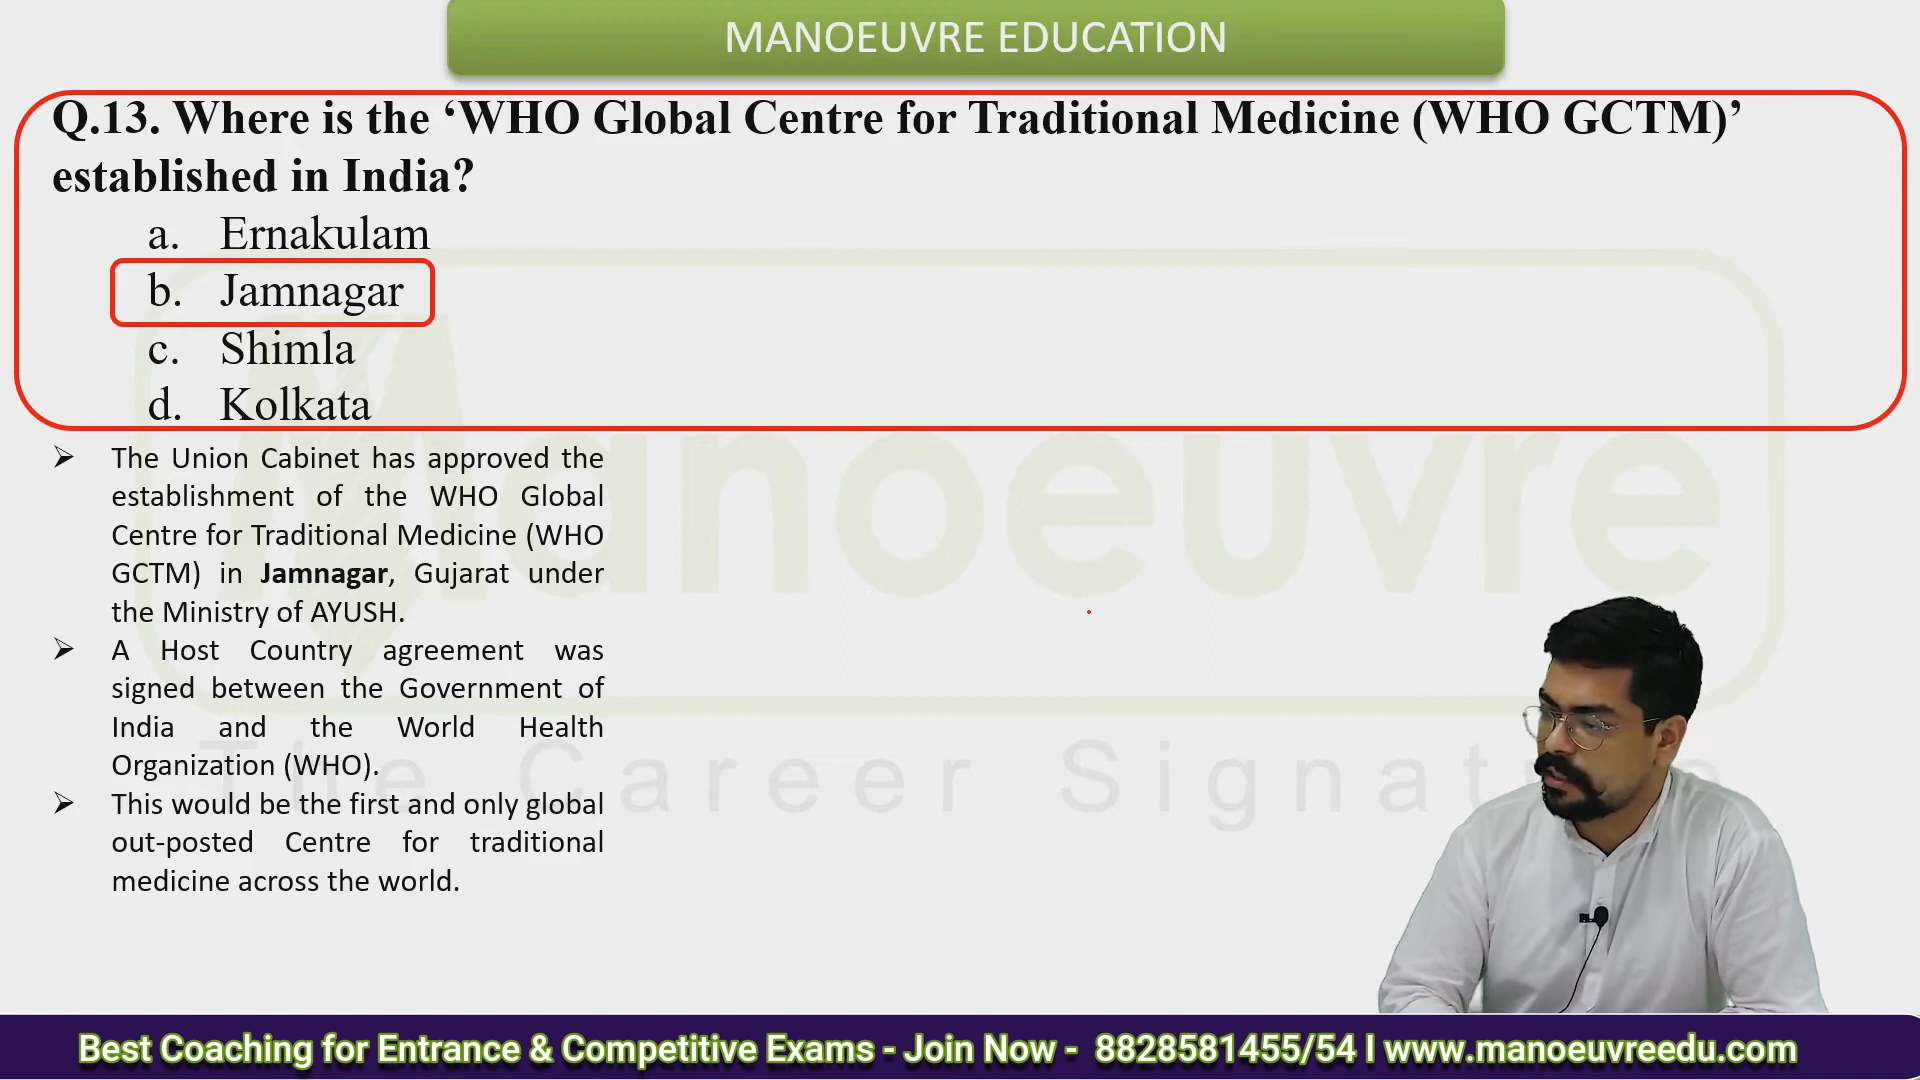 MANOEUVRE EDUCATION
Q.13. Where is the ‘WHO Global Centre for Traditional Medicine (WHO GCTM)’
established in India?
a. Ernakulam
b. Jamnagar
c. Shimla
d. Kolkata
➢ The Union Cabinet has approved the
establishment of the WHO Global
Centre for Traditional Medicine (WHO
GCTM) in Jamnagar, Gujarat under
the Ministry of AYUSH.
➢ A Host Country agreement was
signed between the Government of
India and the World Health
Organization (WHO).
➢ This would be the first and only global
out-posted Centre for traditional
medicine across the world.
Manoeuvre
The Career Signature
Best Coaching for Entrance & Competitive Exams - Join Now - 8828581455/54 I www.manoeuvreedu.com